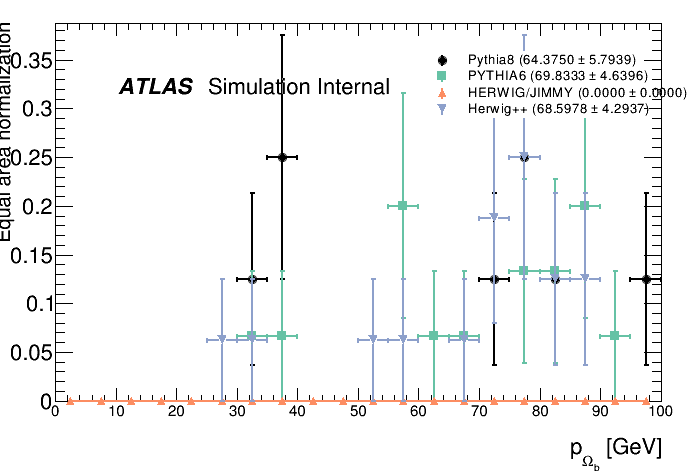 Equal area normalization
ATLAS Simulation Internal
Pythia8 (64.3750 ± 5.7939)
PYTHIA6 (69.8333 ± 4.6396)
HERWIG/JIMMY (0.0000 ± 0.0000)
Herwig++ (68.5978 ± 4.2937)
0.35
0.3
0.25
0.2
0.15
0.1
0.05
0
0 10 20 30 40 50 60 70 80 90 100
p_Ω_b [GeV]